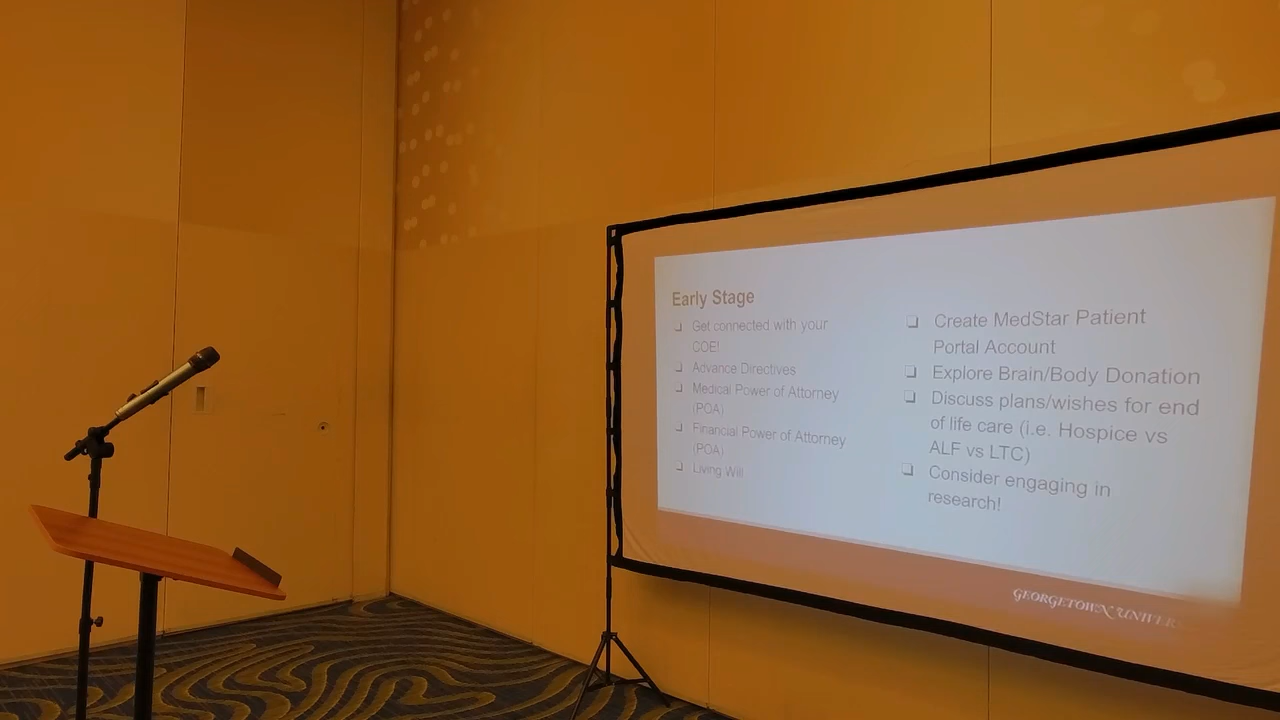 Early Stage
Get connected with your
COE!
Advance Directives
Medical Power of Attorney
(POA)
Financial Power of Attorney
(POA)
Living Will
Create MedStar Patient
Portal Account
Explore Brain/Body Donation
Discuss plans/wishes for end
of life care (i.e. Hospice vs
ALF vs LTC)
Consider engaging in
research!
GEORGETOWN UNIVERS